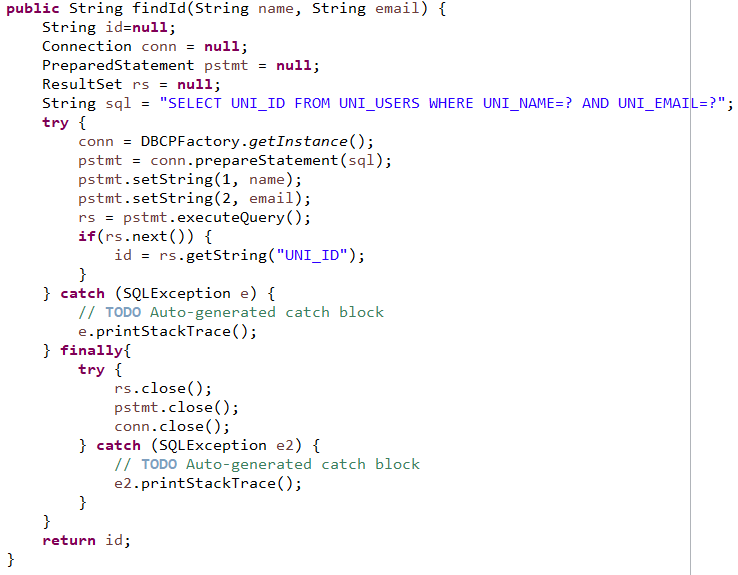 public String findId(String name, String email) {
    String id=null;
    Connection conn = null;
    PreparedStatement pstmt = null;
    ResultSet rs = null;
    String sql = "SELECT UNI_ID FROM UNI_USERS WHERE UNI_NAME=? AND UNI_EMAIL=?";
    try {
        conn = DBCPFactory.getInstance();
        pstmt = conn.prepareStatement(sql);
        pstmt.setString(1, name);
        pstmt.setString(2, email);
        rs = pstmt.executeQuery();
        if(rs.next()) {
            id = rs.getString("UNI_ID");
        }
    } catch (SQLException e) {
        // TODO Auto-generated catch block
        e.printStackTrace();
    } finally{
        try {
            rs.close();
            pstmt.close();
            conn.close();
        } catch (SQLException e2) {
            // TODO Auto-generated catch block
            e2.printStackTrace();
        }
    }
    return id;
}